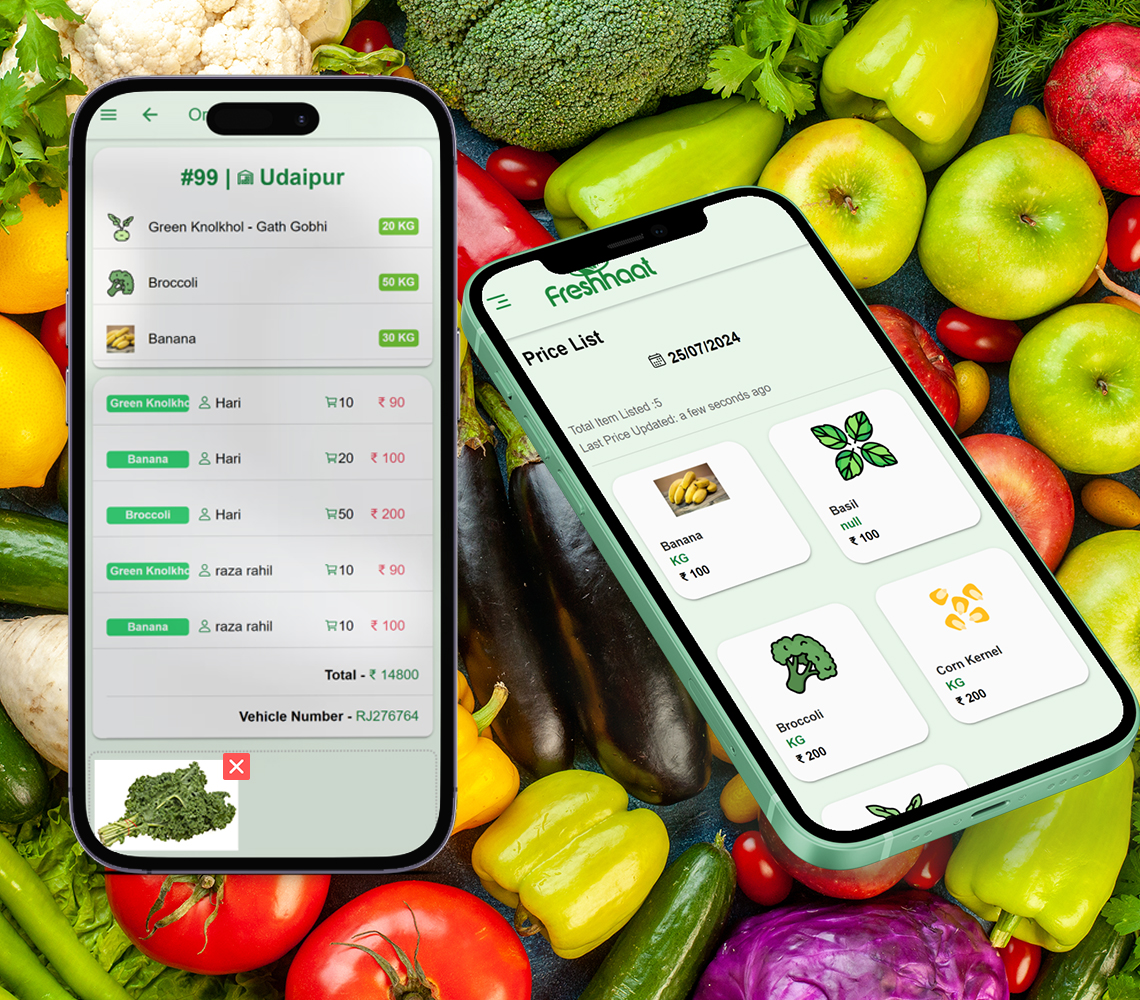 Or
#99 | Udaipur
Green Knolkhol - Gath Gobhi 20 KG
Broccoli 50 KG
Banana 30 KG
Green Knolkho Hari 10 ₹ 90
Banana Hari 20 ₹ 100
Broccoli Hari 50 ₹ 200
Green Knolkho raza rahil 10 ₹ 90
Banana raza rahil 10 ₹ 100
Total - ₹ 14800
Vehicle Number - RJ276764
Freshhaat
Price List
25/07/2024
Total Item Listed :5
Last Price Updated: a few seconds ago
Banana
KG
₹ 100
Basil
null
₹ 100
Broccoli
KG
₹ 200
Corn Kernel
KG
₹ 200